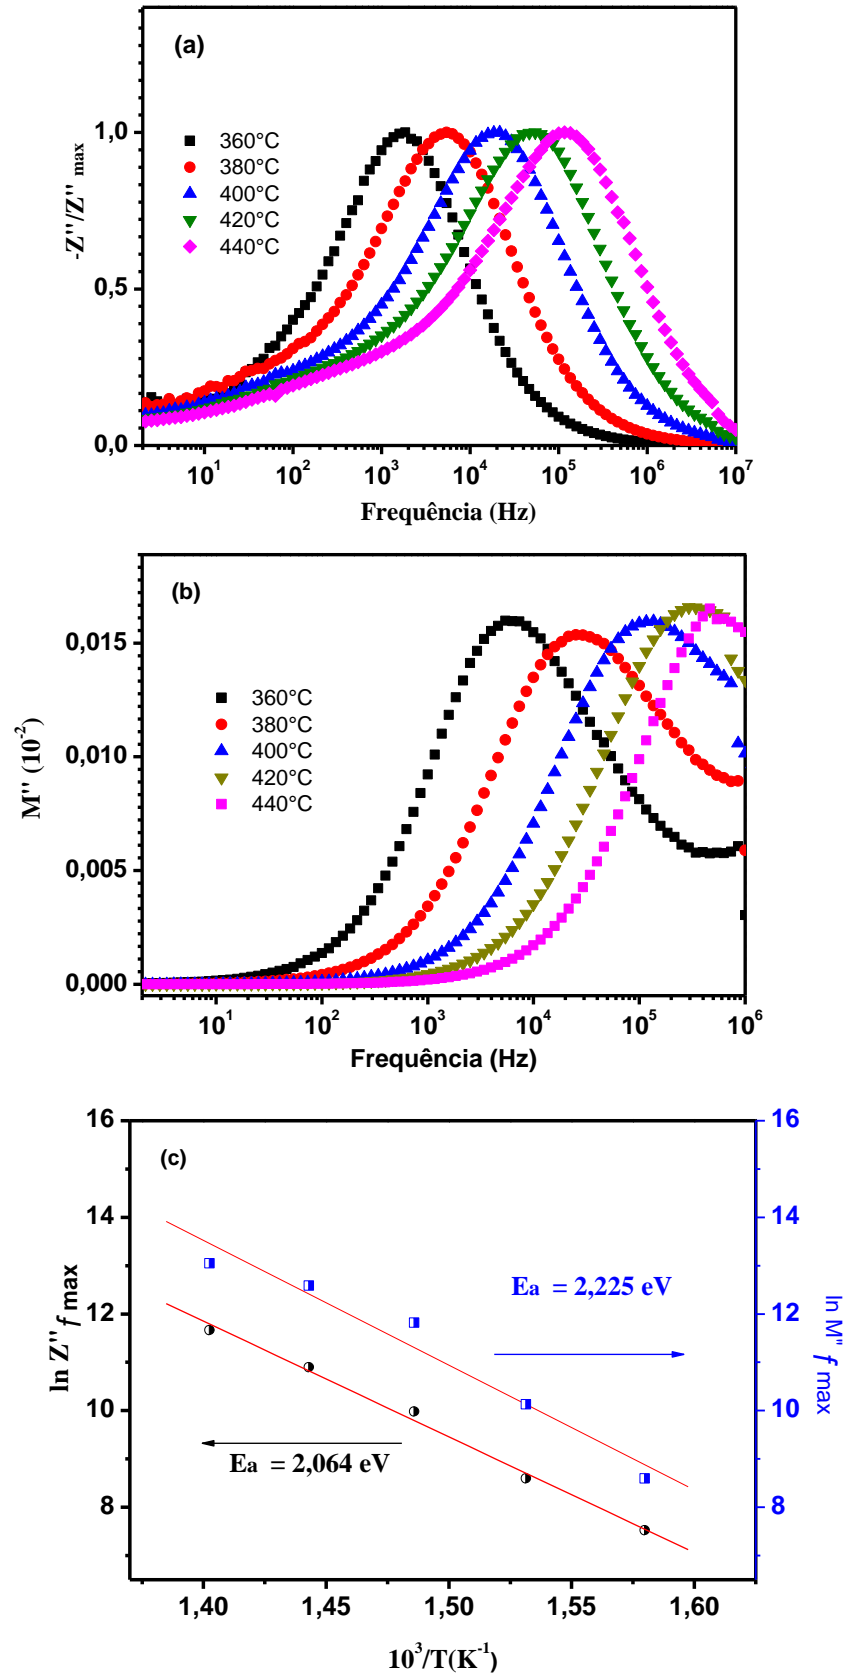 (a)
1,0
0,5
0,0
-Z''/Z'' max
360°C
380°C
400°C
420°C
440°C
10¹ 10² 10³ 10⁴ 10⁵ 10⁶ 10⁷
Frequência (Hz)
(b)
0,015
0,010
0,005
0,000
M'' (10⁻²)
360°C
380°C
400°C
420°C
440°C
10¹ 10² 10³ 10⁴ 10⁵ 10⁶
Frequência (Hz)
(c)
16
14
12
10
8
ln Z'' f max
16
14
12
10
8
ln M'' f max
Ea = 2,225 eV
Ea = 2,064 eV
1,40 1,45 1,50 1,55 1,60
10³/T(K⁻¹)